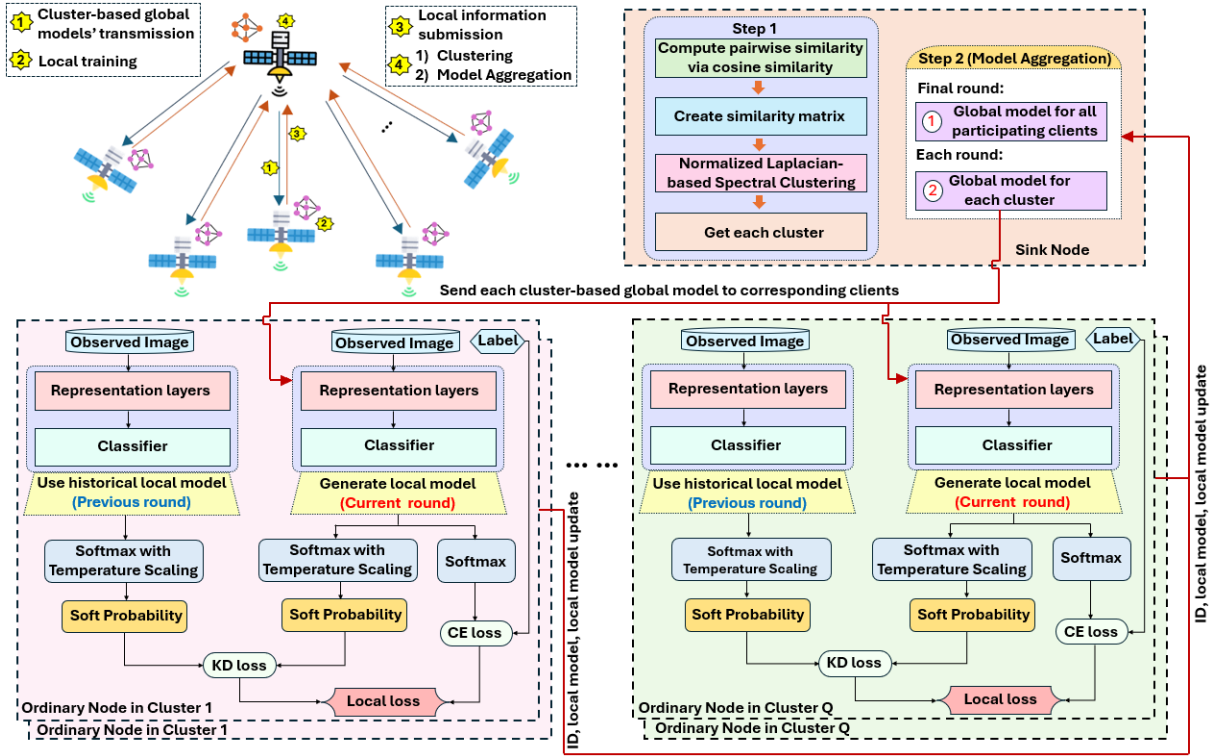 1 Cluster-based global
models' transmission
2 Local training
4
3 Local information
submission
4 1) Clustering
2) Model Aggregation
3
1
2
Step 1
Compute pairwise similarity
via cosine similarity
Create similarity matrix
Normalized Laplacian-
based Spectral Clustering
Get each cluster
Step 2 (Model Aggregation)
Final round:
1 Global model for all
participating clients
Each round:
2 Global model for
each cluster
Sink Node
Send each cluster-based global model to corresponding clients
Observed Image
Representation layers
Classifier
Use historical local model
(Previous round)
Softmax with
Temperature Scaling
Soft Probability
Observed Image
Label
Representation layers
Classifier
Generate local model
(Current round)
Softmax with
Temperature Scaling
Softmax
Soft Probability
CE loss
KD loss
Local loss
Ordinary Node in Cluster 1
Ordinary Node in Cluster 1
ID, local model, local model update
... ...
Observed Image
Representation layers
Classifier
Use historical local model
(Previous round)
Softmax with
Temperature Scaling
Soft Probability
Observed Image
Label
Representation layers
Classifier
Generate local model
(Current round)
Softmax with
Temperature Scaling
Softmax
Soft Probability
CE loss
KD loss
Local loss
Ordinary Node in Cluster Q
Ordinary Node in Cluster Q
ID, local model, local model update